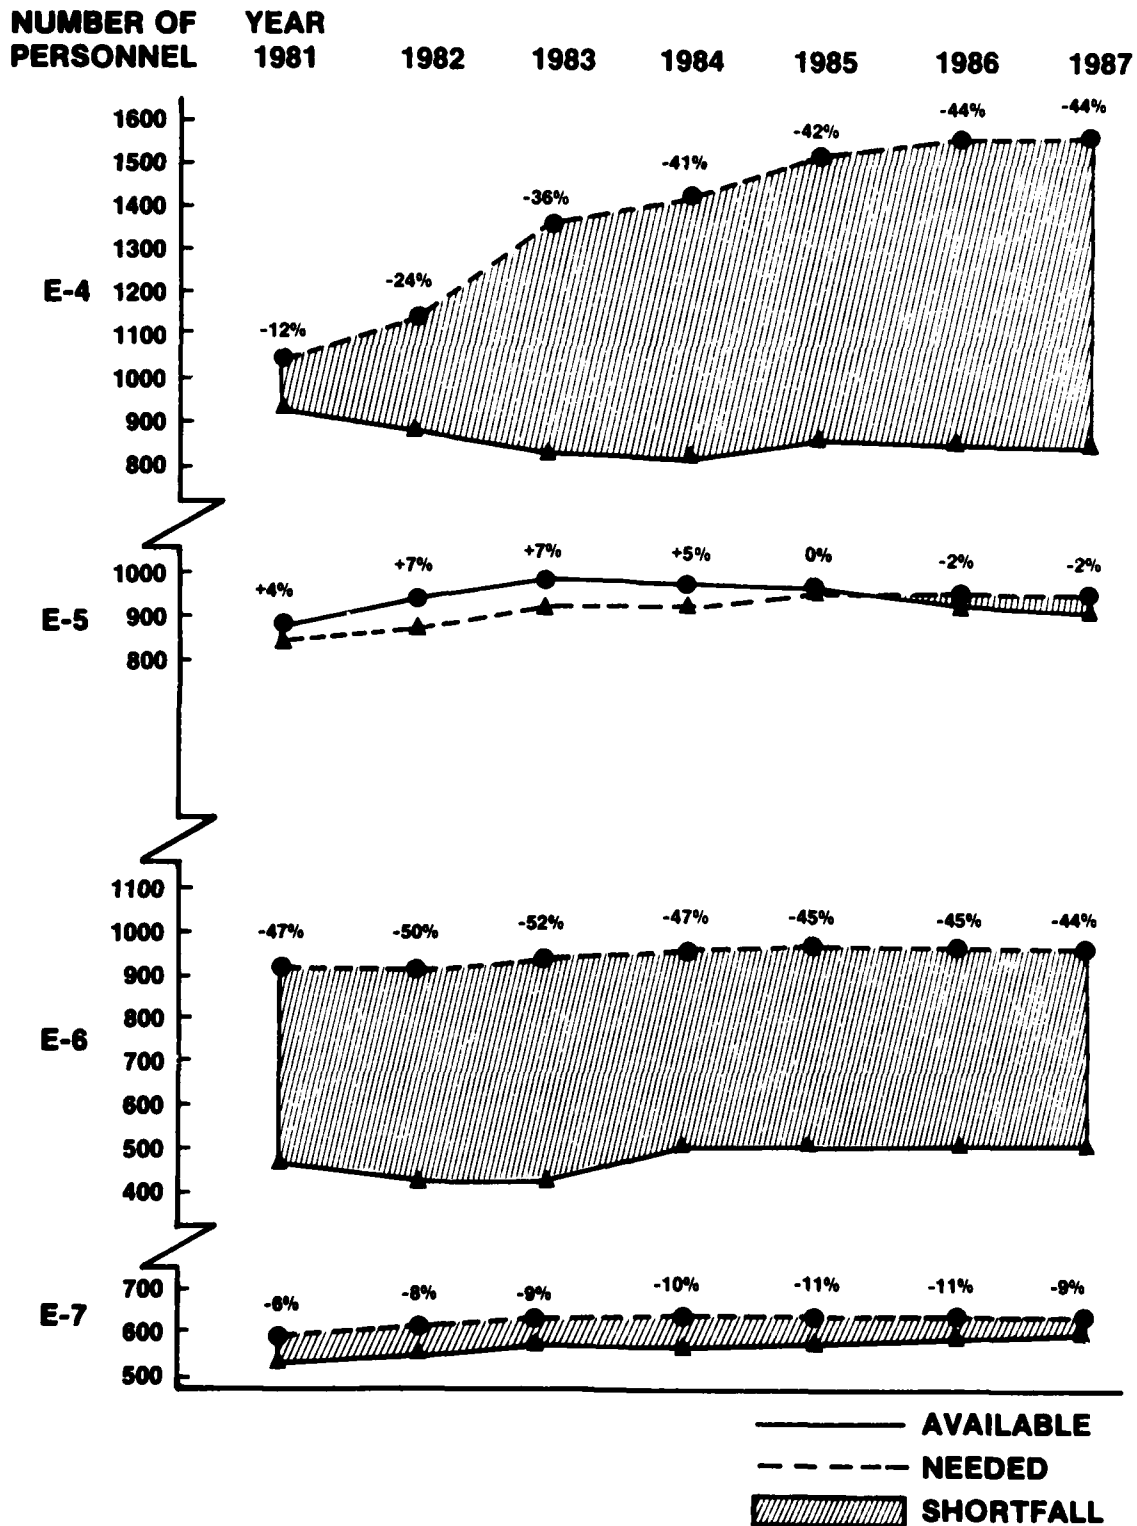 NUMBER OF YEAR
PERSONNEL 1981 1982 1983 1984 1985 1986 1987
-44% -44%
1600
-42%
1500
-41%
1400
-36%
1300
-24%
E-4 1200
1100
-12%
1000
900
800
1000
+4% +7% +7% +5% 0% -2% -2%
E-5 900
800
1100
1000
-47% -50% -52% -47% -45% -45% -44%
900
800
E-6
700
600
500
400
700
-6% -8% -9% -10% -11% -11% -9%
E-7
600
500
AVAILABLE
NEEDED
SHORTFALL